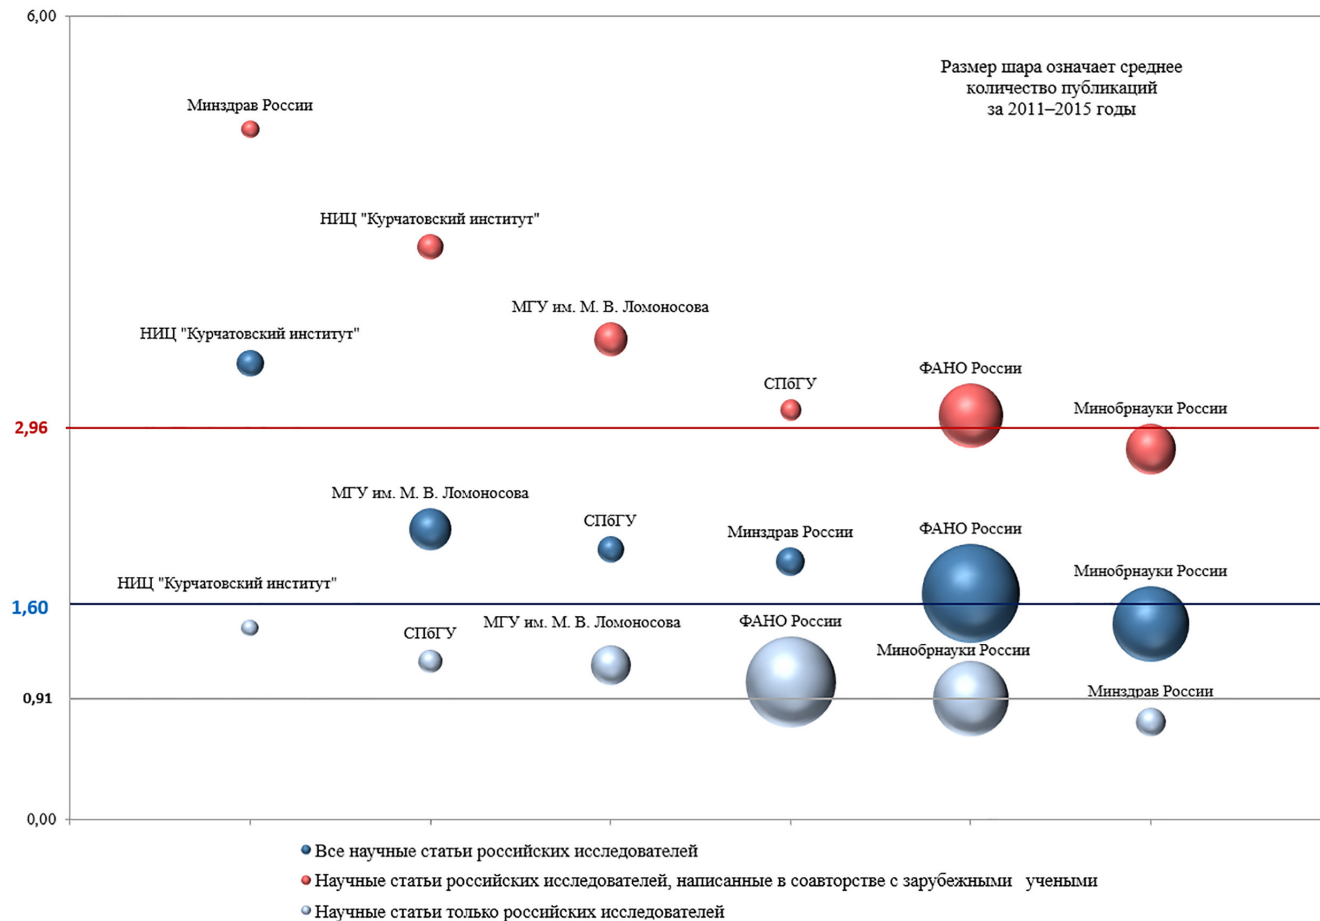 6,00
Размер шара означает среднее
количество публикаций
за 2011–2015 годы
Минздрав России
НИЦ "Курчатовский институт"
МГУ им. М. В. Ломоносова
НИЦ "Курчатовский институт"
ФАНО России
СПбГУ
Минобрнауки России
2,96
МГУ им. М. В. Ломоносова
СПбГУ
Минздрав России
ФАНО России
Минобрнауки России
НИЦ "Курчатовский институт"
1,60
СПбГУ
МГУ им. М. В. Ломоносова
ФАНО России
Минобрнауки России
Минздрав России
0,91
0,00
Все научные статьи российских исследователей
Научные статьи российских исследователей, написанные в соавторстве с зарубежными учеными
Научные статьи только российских исследователей